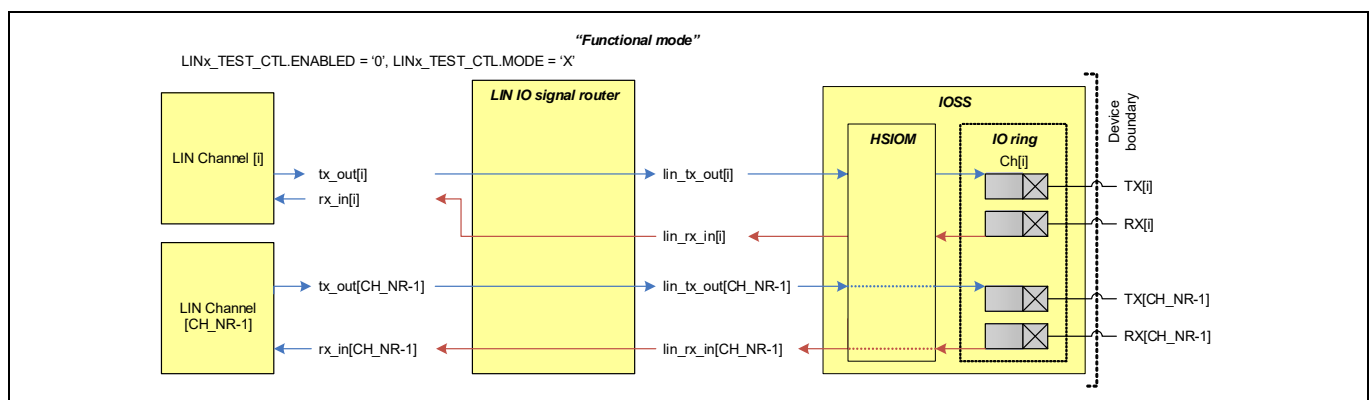 “Functional mode”
LINx_TEST_CTL.ENABLED = ‘0’, LINx_TEST_CTL.MODE = ‘X’
LIN IO signal router
IOSS
HSIOM
IO ring
Ch[i]
Device
boundary
LIN Channel [i]
tx_out[i]
rx_in[i]
lin_tx_out[i]
lin_rx_in[i]
TX[i]
RX[i]
LIN Channel
[CH_NR-1]
tx_out[CH_NR-1]
rx_in[CH_NR-1]
lin_tx_out[CH_NR-1]
lin_rx_in[CH_NR-1]
TX[CH_NR-1]
RX[CH_NR-1]